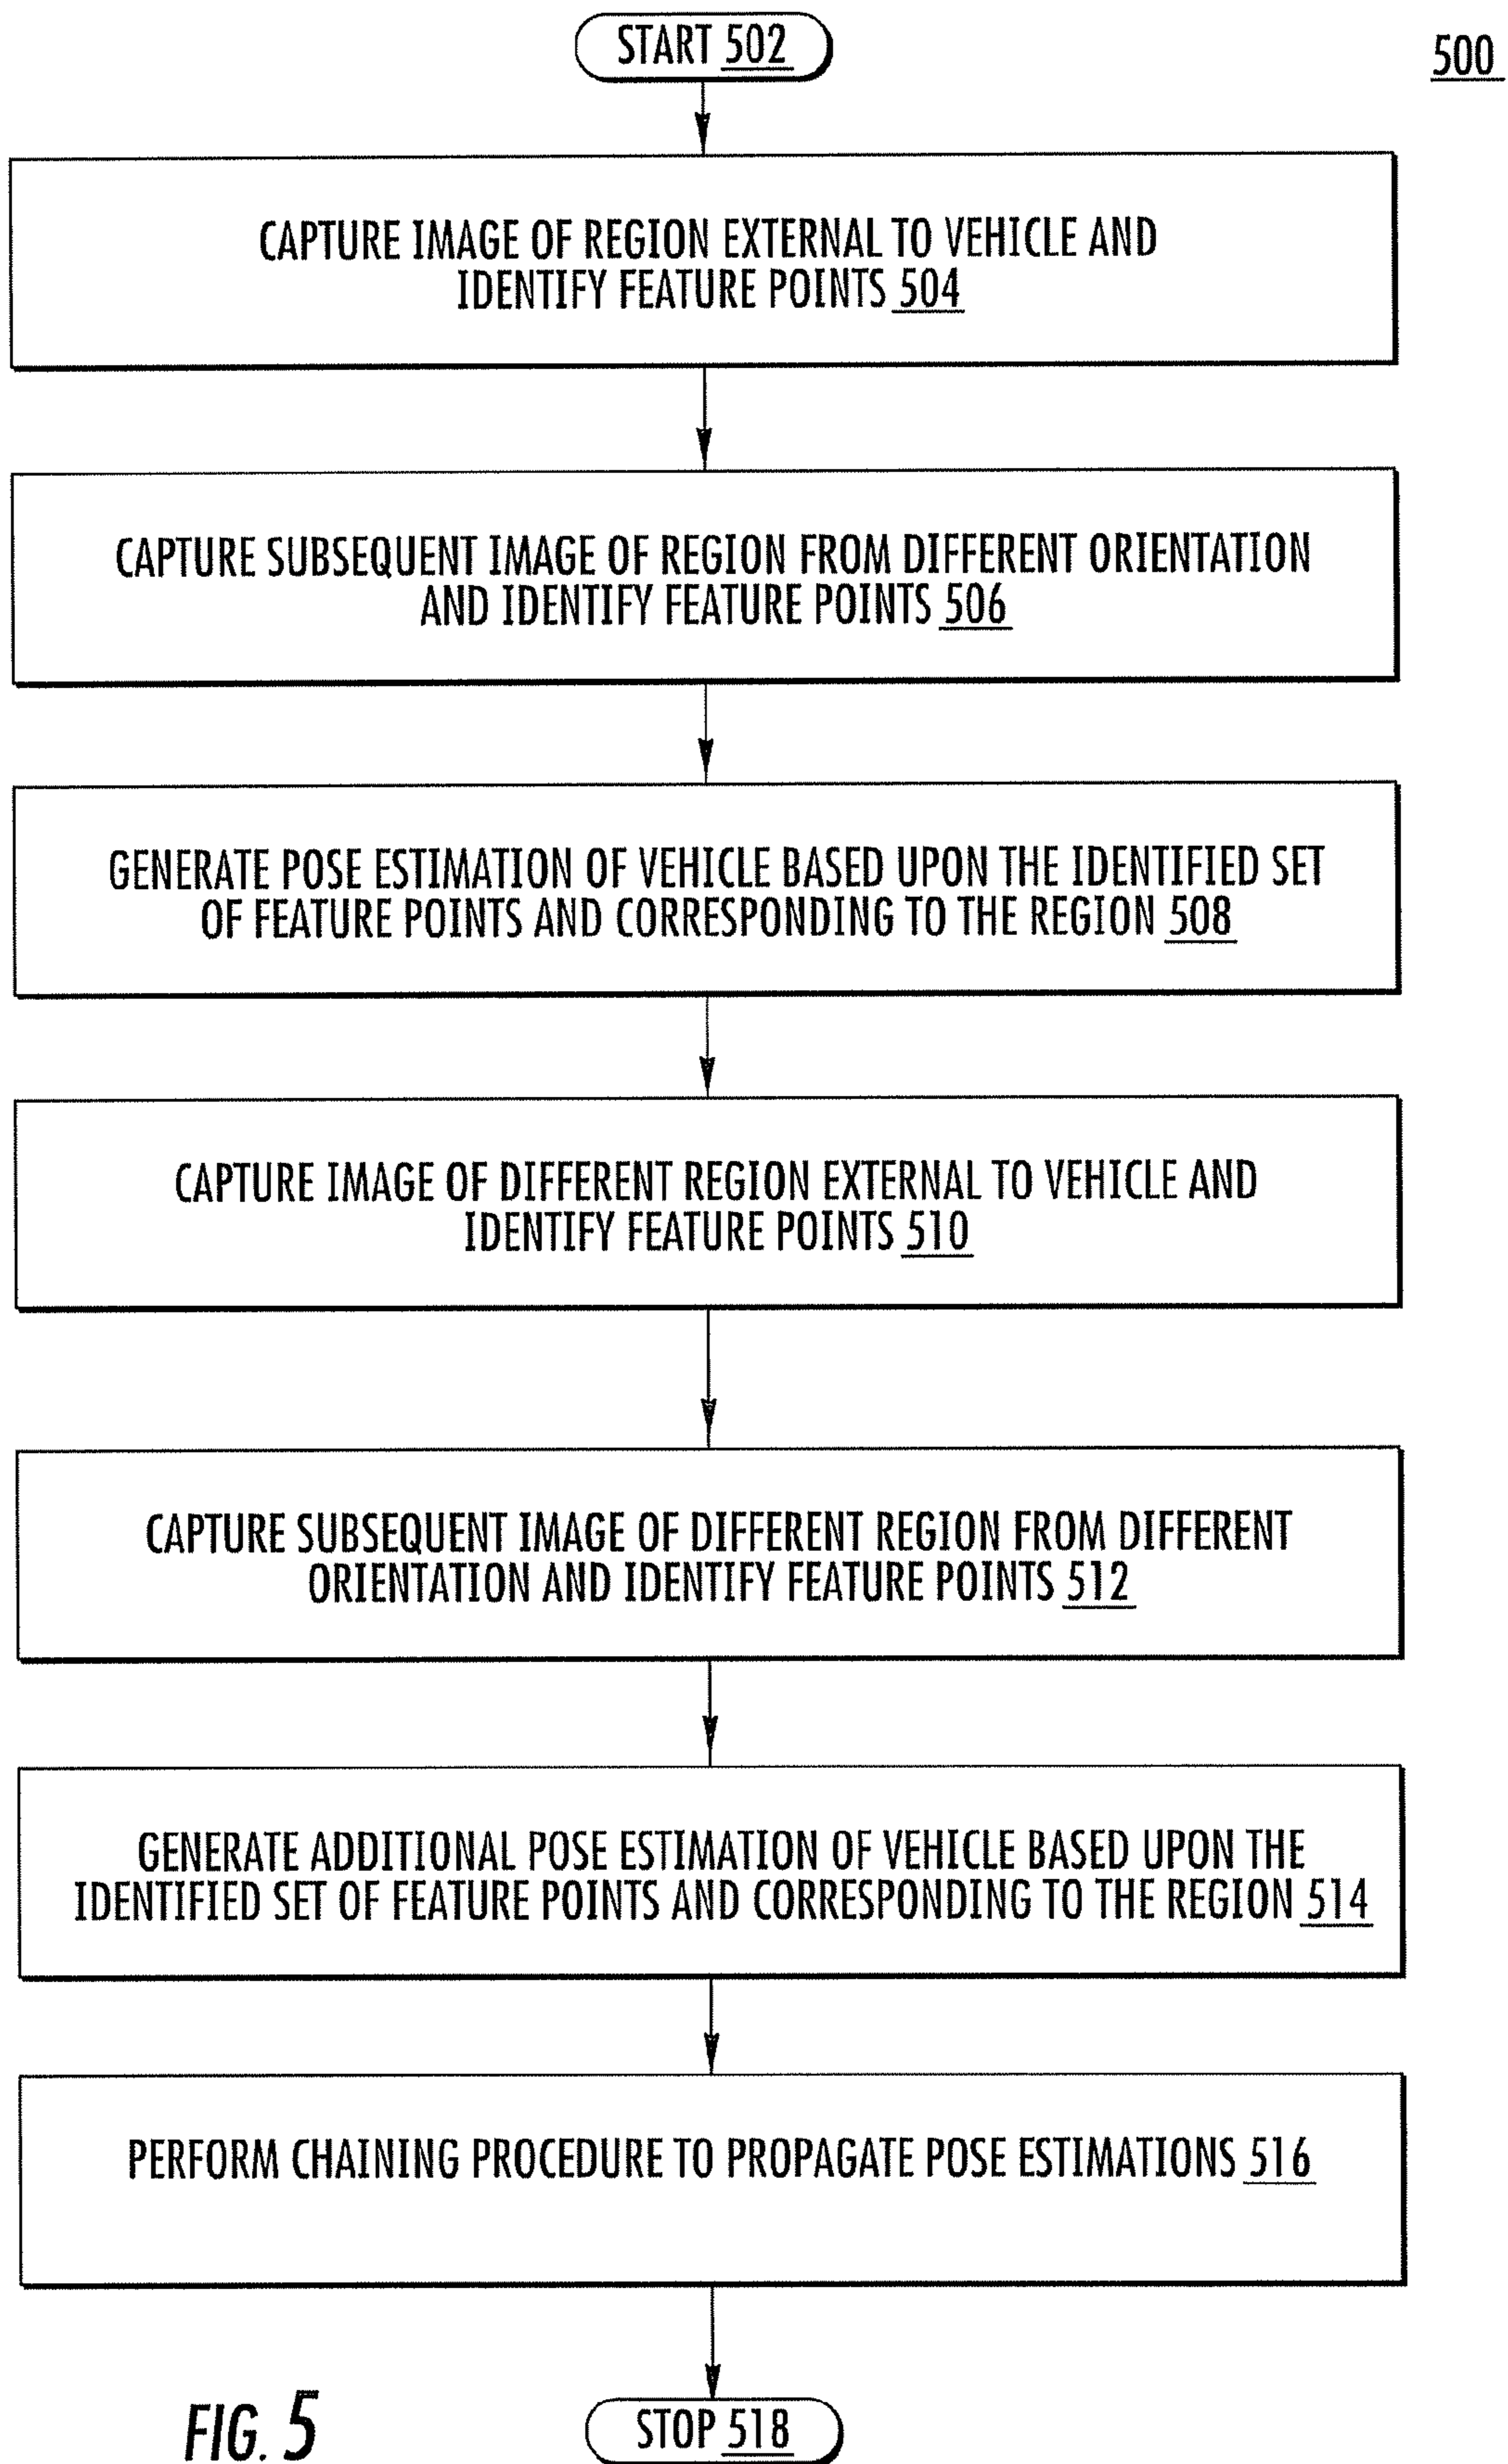 START 502
500
CAPTURE IMAGE OF REGION EXTERNAL TO VEHICLE AND
IDENTIFY FEATURE POINTS 504
CAPTURE SUBSEQUENT IMAGE OF REGION FROM DIFFERENT ORIENTATION
AND IDENTIFY FEATURE POINTS 506
GENERATE POSE ESTIMATION OF VEHICLE BASED UPON THE IDENTIFIED SET
OF FEATURE POINTS AND CORRESPONDING TO THE REGION 508
CAPTURE IMAGE OF DIFFERENT REGION EXTERNAL TO VEHICLE AND
IDENTIFY FEATURE POINTS 510
CAPTURE SUBSEQUENT IMAGE OF DIFFERENT REGION FROM DIFFERENT
ORIENTATION AND IDENTIFY FEATURE POINTS 512
GENERATE ADDITIONAL POSE ESTIMATION OF VEHICLE BASED UPON THE
IDENTIFIED SET OF FEATURE POINTS AND CORRESPONDING TO THE REGION 514
PERFORM CHAINING PROCEDURE TO PROPAGATE POSE ESTIMATIONS 516
STOP 518
FIG. 5